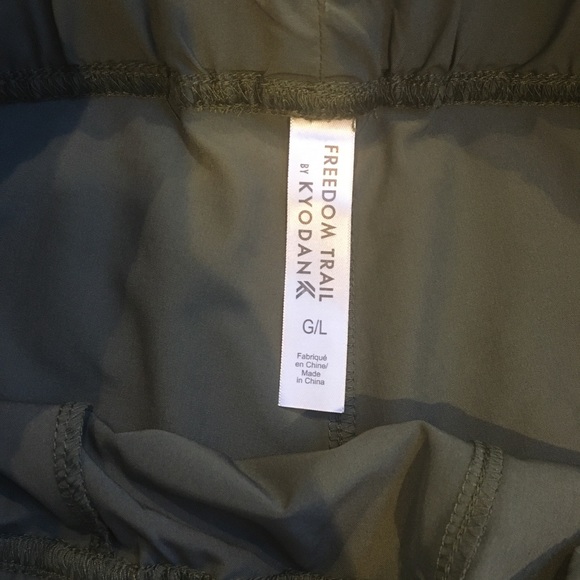 FREEDOM TRAIL
BY KYODAN
G/L
Fabriqué
en Chine/
Made
in China